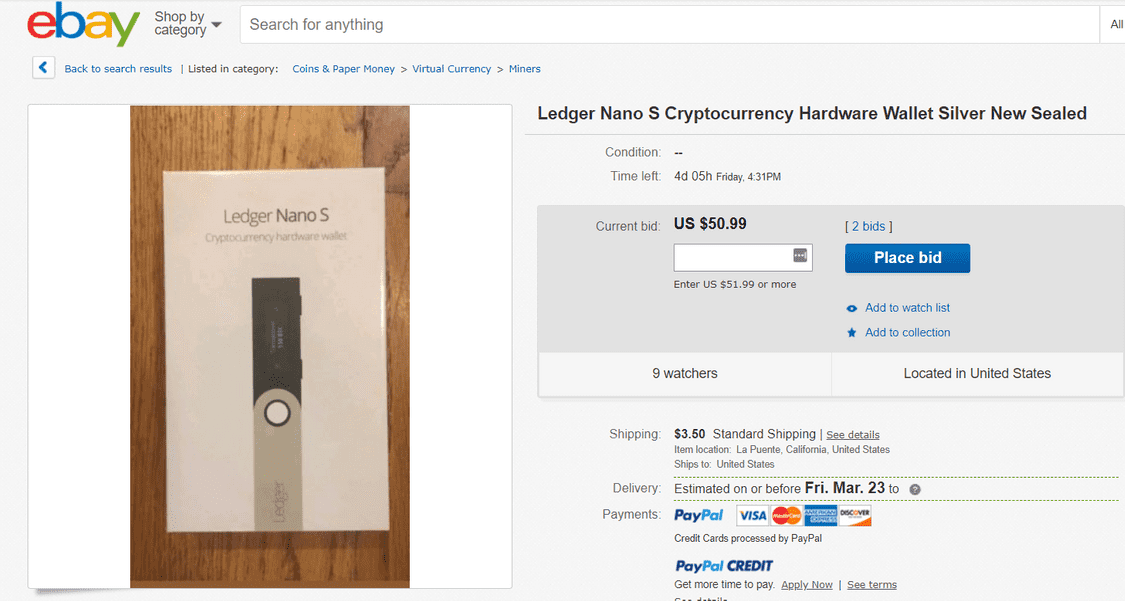 ebay
Shop by
category
Search for anything
All
Back to search results | Listed in category: Coins & Paper Money > Virtual Currency > Miners
Ledger Nano S Cryptocurrency Hardware Wallet Silver New Sealed
Condition: --
Time left: 4d 05h Friday, 4:31PM
Current bid: US $50.99 [ 2 bids ]
Place bid
Enter US $51.99 or more
Add to watch list
Add to collection
9 watchers
Located in United States
Ledger Nano S
Cryptocurrency hardware wallet
Ledger
Shipping: $3.50 Standard Shipping | See details
Item location: La Puente, California, United States
Ships to: United States
Delivery: Estimated on or before Fri. Mar. 23 to
Payments: PayPal VISA MasterCard AMERICAN EXPRESS DISCOVER
Credit Cards processed by PayPal
PayPal CREDIT
Get more time to pay. Apply Now | See terms
See details